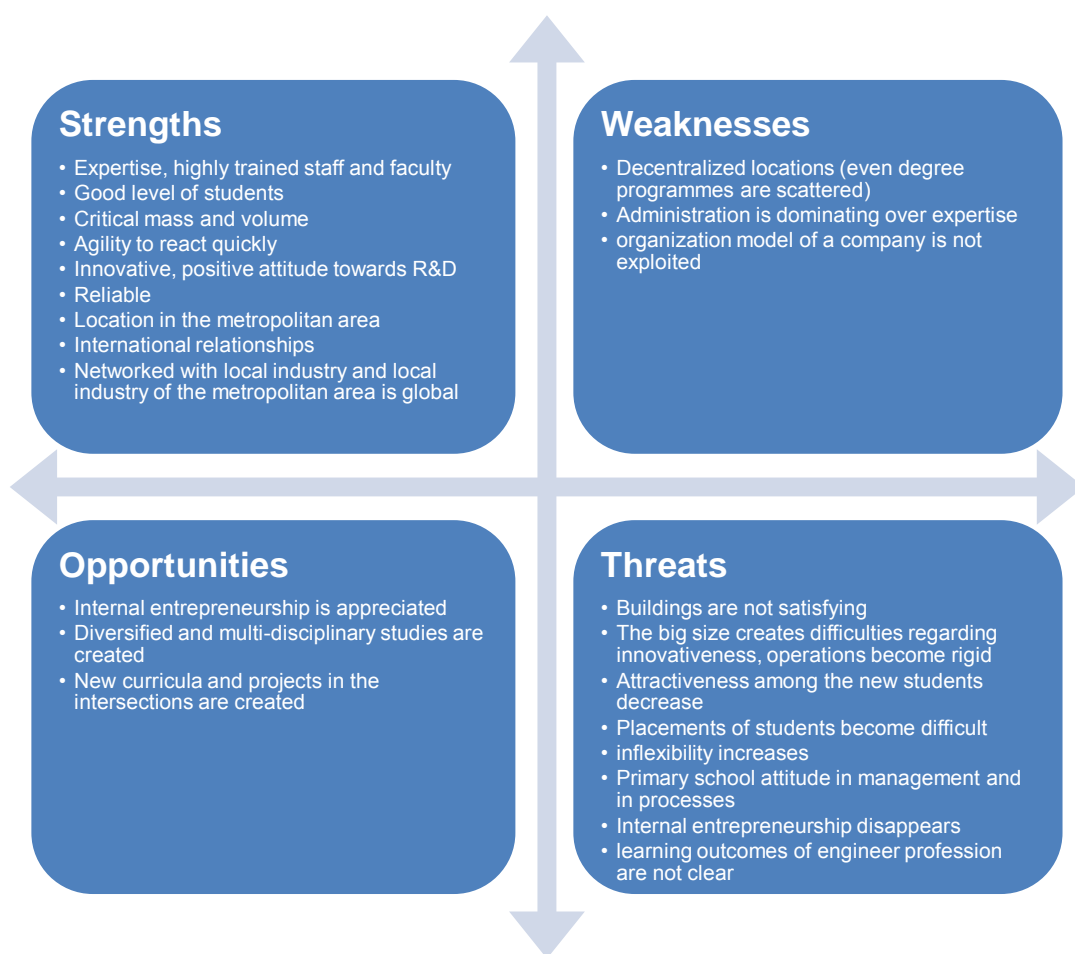 Strengths
• Expertise, highly trained staff and faculty
• Good level of students
• Critical mass and volume
• Agility to react quickly
• Innovative, positive attitude towards R&D
• Reliable
• Location in the metropolitan area
• International relationships
• Networked with local industry and local
industry of the metropolitan area is global
Weaknesses
• Decentralized locations (even degree
programmes are scattered)
• Administration is dominating over expertise
• organization model of a company is not
exploited
Opportunities
• Internal entrepreneurship is appreciated
• Diversified and multi-disciplinary studies are
created
• New curricula and projects in the
intersections are created
Threats
• Buildings are not satisfying
• The big size creates difficulties regarding
innovativeness, operations become rigid
• Attractiveness among the new students
decrease
• Placements of students become difficult
• inflexibility increases
• Primary school attitude in management and
in processes
• Internal entrepreneurship disappears
• learning outcomes of engineer profession
are not clear